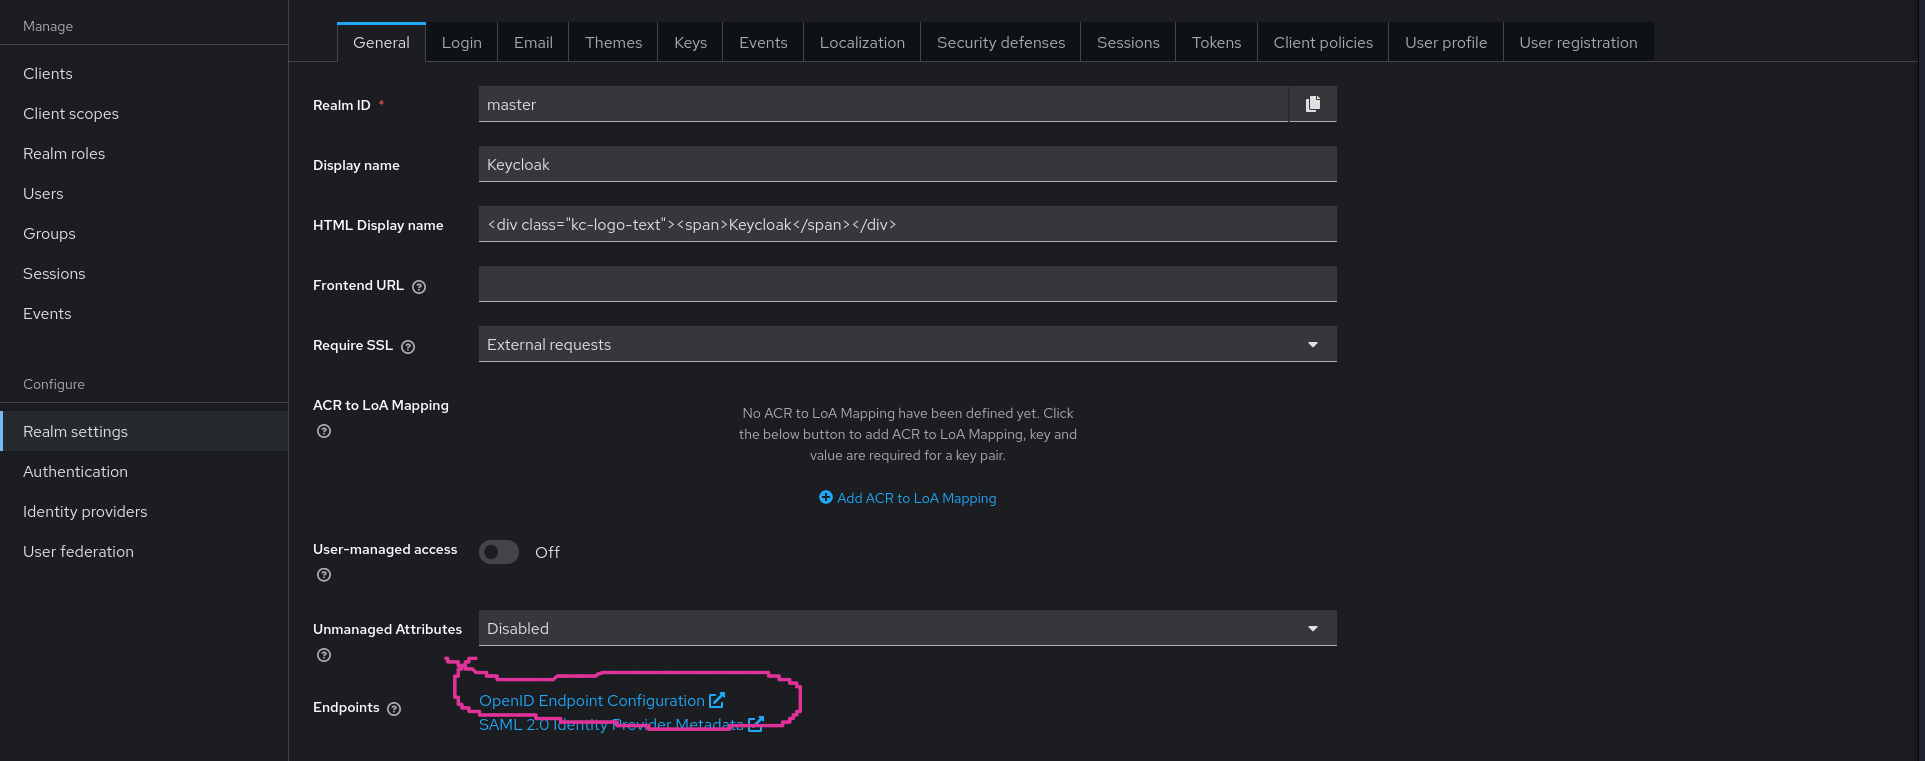 Manage
Clients
Client scopes
Realm roles
Users
Groups
Sessions
Events
Configure
Realm settings
Authentication
Identity providers
User federation
General Login Email Themes Keys Events Localization Security defenses Sessions Tokens Client policies User profile User registration
Realm ID * master
Display name Keycloak
HTML Display name <div class="kc-logo-text"><span>Keycloak</span></div>
Frontend URL
Require SSL External requests
ACR to LoA Mapping
No ACR to LoA Mapping have been defined yet. Click
the below button to add ACR to LoA Mapping, key and
value are required for a key pair.
Add ACR to LoA Mapping
User-managed access Off
Unmanaged Attributes Disabled
Endpoints
OpenID Endpoint Configuration
SAML 2.0 Identity Provider Metadata